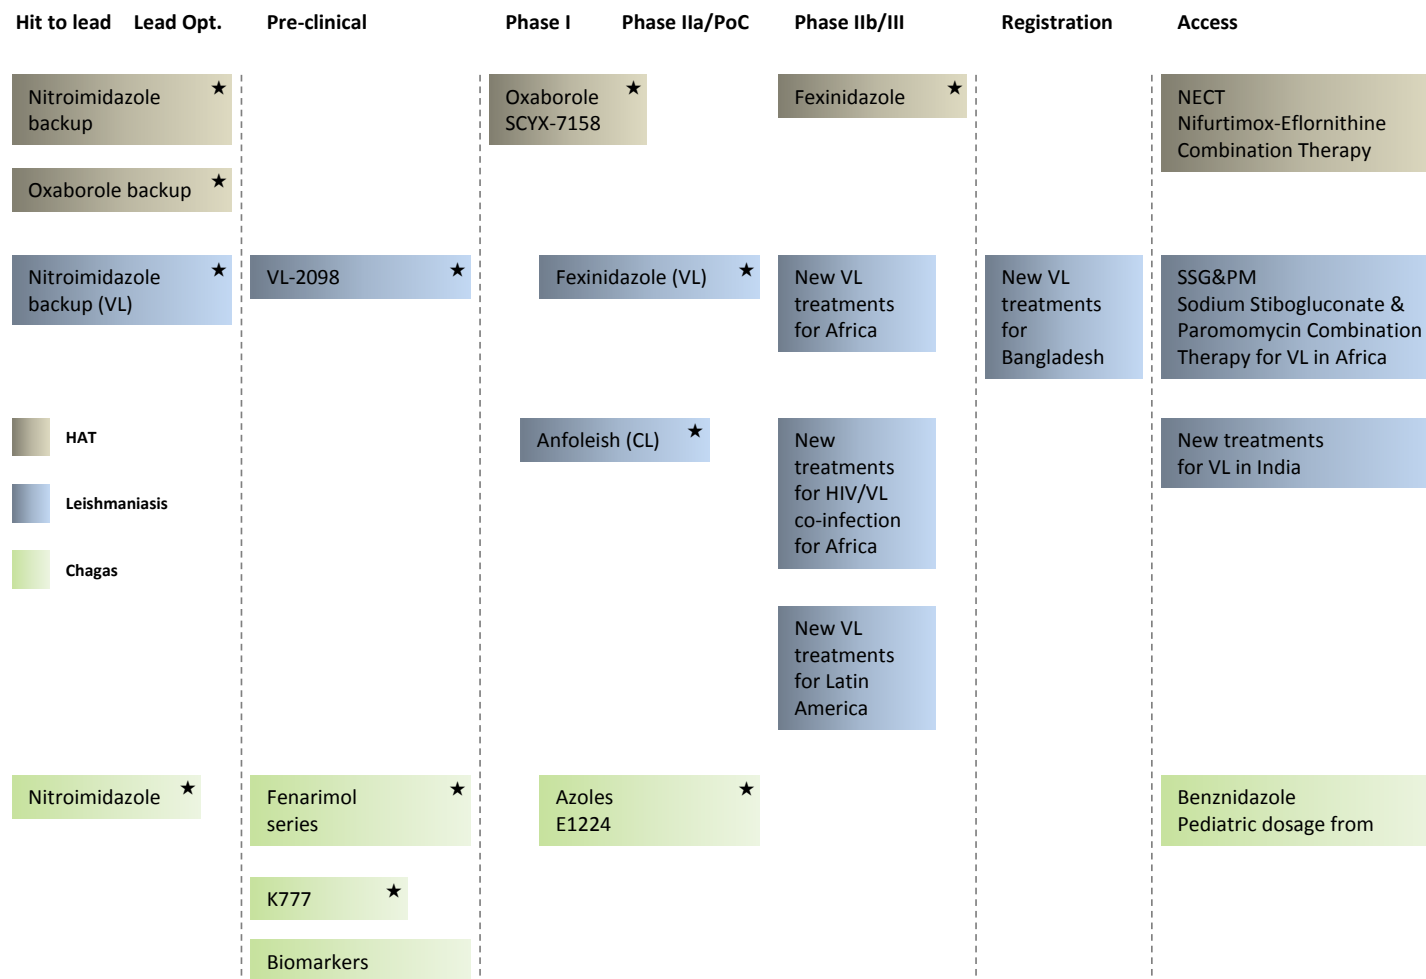 Hit to lead Lead Opt. Pre-clinical Phase I Phase IIa/PoC Phase IIb/III Registration Access
Nitroimidazole
backup
Oxaborole
SCYX-7158
Fexinidazole
NECT
Nifurtimox-Eflornithine
Combination Therapy
Oxaborole backup
Nitroimidazole
backup (VL)
VL-2098
Fexinidazole (VL)
New VL
treatments
for Africa
New VL
treatments
for
Bangladesh
SSG&PM
Sodium Stibogluconate &
Paromomycin Combination
Therapy for VL in Africa
HAT
Leishmaniasis
Chagas
Anfoleish (CL)
New
treatments
for HIV/VL
co-infection
for Africa
New treatments
for VL in India
New VL
treatments
for Latin
America
Nitroimidazole
Fenarimol
series
Azoles
E1224
Benznidazole
Pediatric dosage from
K777
Biomarkers